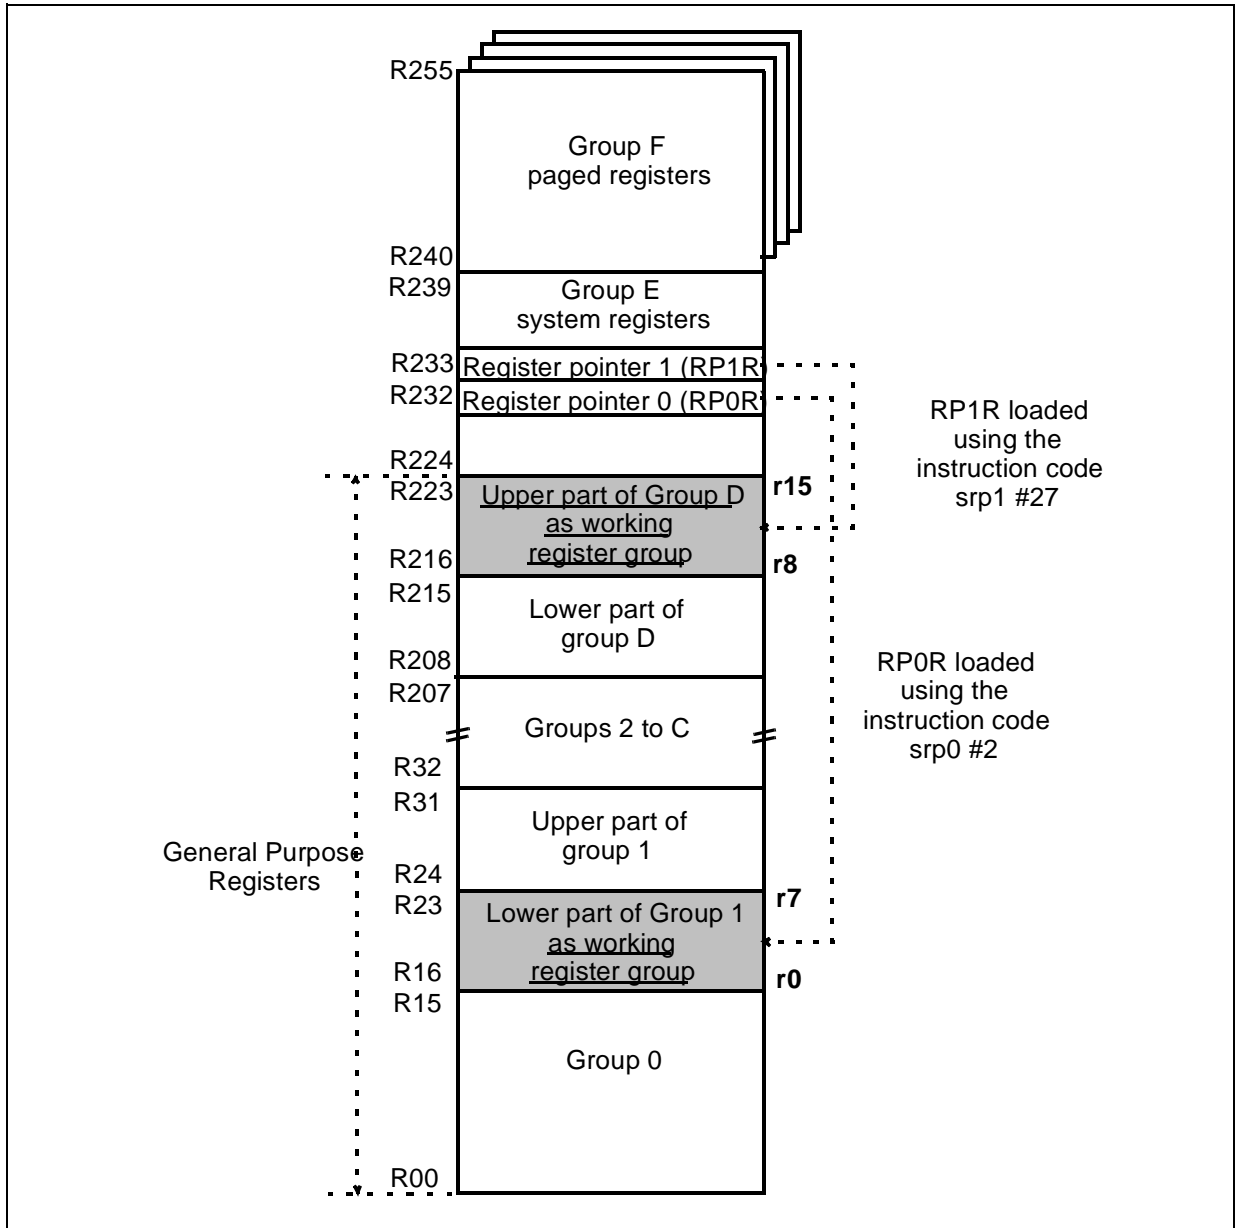 R255
Group F
paged registers
R240
R239
Group E
system registers
R233
Register pointer 1 (RP1R)
R232
Register pointer 0 (RP0R)
RP1R loaded
using the
instruction code
srp1 #27
R224
R223
Upper part of Group D
as working
register group
r15
R216
r8
R215
Lower part of
group D
R208
RP0R loaded
using the
instruction code
srp0 #2
R207
Groups 2 to C
R32
R31
Upper part of
group 1
General Purpose
Registers
R24
R23
Lower part of Group 1
as working
register group
r7
R16
r0
R15
Group 0
R00